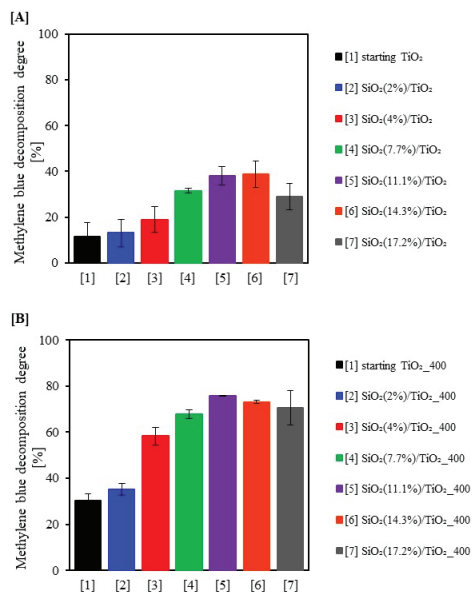 [A]
Methylene blue decomposition degree
[%]
100
80
60
40
20
0
[1] [2] [3] [4] [5] [6] [7]
[1] starting TiO₂
[2] SiO₂(2%)/TiO₂
[3] SiO₂(4%)/TiO₂
[4] SiO₂(7.7%)/TiO₂
[5] SiO₂(11.1%)/TiO₂
[6] SiO₂(14.3%)/TiO₂
[7] SiO₂(17.2%)/TiO₂
[B]
Methylene blue decomposition degree
[%]
100
80
60
40
20
0
[1] [2] [3] [4] [5] [6] [7]
[1] starting TiO₂_400
[2] SiO₂(2%)/TiO₂_400
[3] SiO₂(4%)/TiO₂_400
[4] SiO₂(7.7%)/TiO₂_400
[5] SiO₂(11.1%)/TiO₂_400
[6] SiO₂(14.3%)/TiO₂_400
[7] SiO₂(17.2%)/TiO₂_400